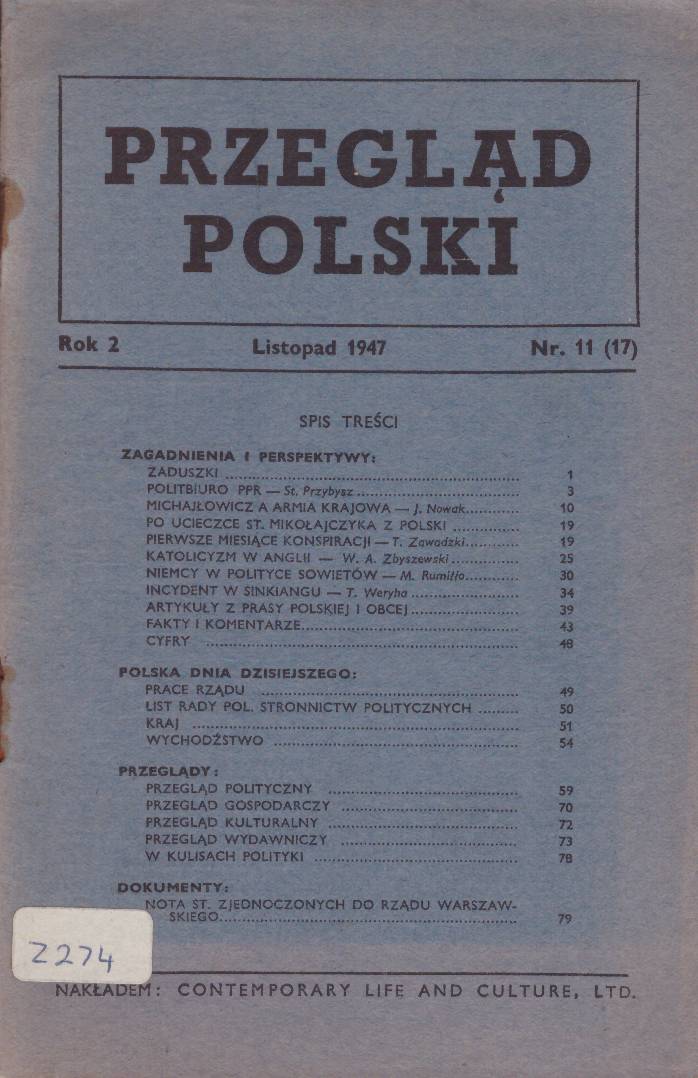 PRZEGLĄD
POLSKI
Rok 2 Listopad 1947 Nr. 11 (17)
SPIS TREŚCI
ZAGADNIENIA I PERSPEKTYWY:
ZADUSZKI ........ 1
POLITBIURO PPR — St. Przybysz ........ 3
MICHAJŁOWICZ A ARMIA KRAJOWA — J. Nowak ........ 10
PO UCIECZCE ST. MIKOŁAJCZYKA Z POLSKI ........ 19
PIERWSZE MIESIĄCE KONSPIRACJI — T. Zawadzki ........ 19
KATOLICYZM W ANGLII — W. A. Zbyszewski ........ 25
NIEMCY W POLITYCE SOWIETÓW — M. Rumiłło ........ 30
INCYDENT W SINKIANGU — T. Weryha ........ 34
ARTYKUŁY Z PRASY POLSKIEJ I OBCEJ ........ 39
FAKTY I KOMENTARZE ........ 43
CYFRY ........ 48
POLSKA DNIA DZISIEJSZEGO:
PRACE RZĄDU ........ 49
LIST RADY POL. STRONNICTW POLITYCZNYCH ........ 50
KRAJ ........ 51
WYCHODŹSTWO ........ 54
PRZEGLĄDY:
PRZEGLĄD POLITYCZNY ........ 59
PRZEGLĄD GOSPODARCZY ........ 70
PRZEGLĄD KULTURALNY ........ 72
PRZEGLĄD WYDAWNICZY ........ 73
W KULISACH POLITYKI ........ 78
DOKUMENTY:
NOTA ST. ZJEDNOCZONYCH DO RZĄDU WARSZAW-
SKIEGO ........ 79
Z274
NAKŁADEM: CONTEMPORARY LIFE AND CULTURE, LTD.